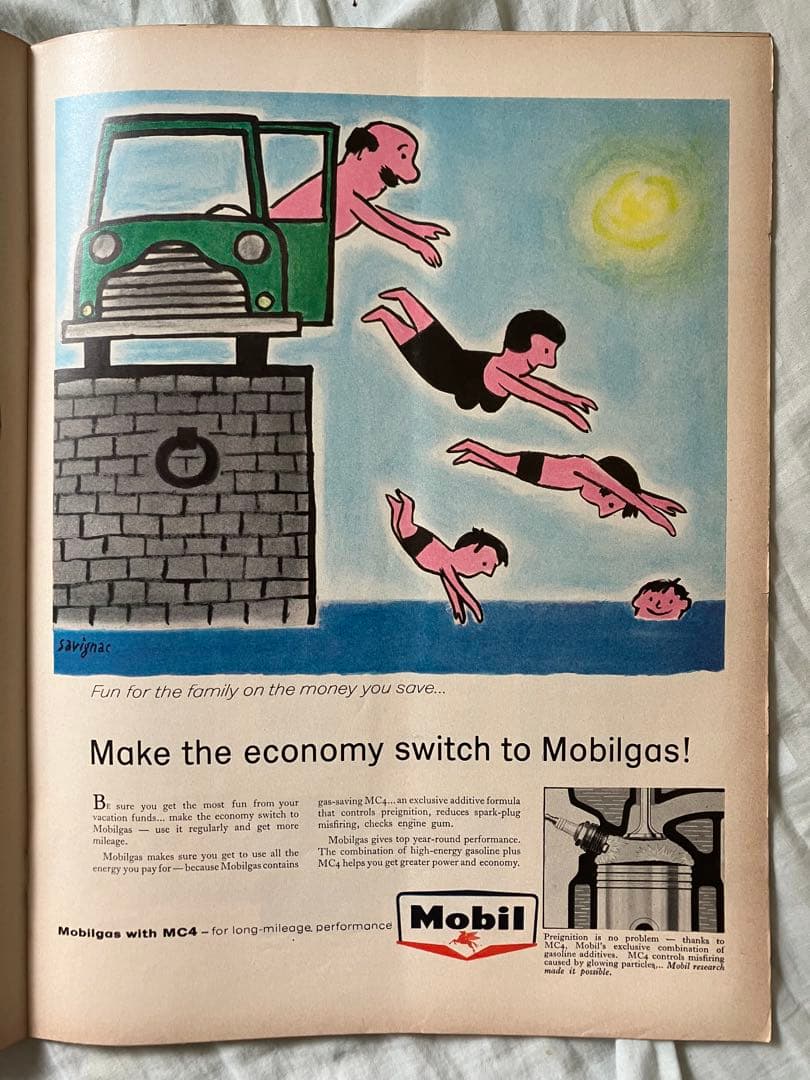 savignac
Fun for the family on the money you save...
Make the economy switch to Mobilgas!
BE sure you get the most fun from your
vacation funds... make the economy switch to
Mobilgas — use it regularly and get more
mileage.
Mobilgas makes sure you get to use all the
energy you pay for — because Mobilgas contains
gas-saving MC4... an exclusive additive formula
that controls preignition, reduces spark-plug
misfiring, checks engine gum.
Mobilgas gives top year-round performance.
The combination of high-energy gasoline plus
MC4 helps you get greater power and economy.
Mobilgas with MC4 – for long-mileage performance
Mobil
Preignition is no problem — thanks to
MC4, Mobil's exclusive combination of
gasoline additives. MC4 controls misfiring
caused by glowing particles... Mobil research
made it possible.